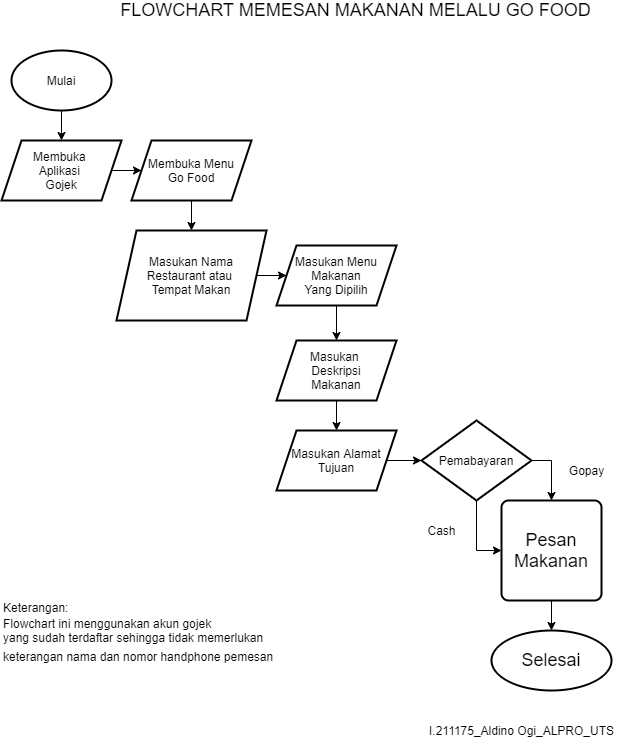 FLOWCHART MEMESAN MAKANAN MELALU GO FOOD
Mulai
Membuka
Aplikasi
Gojek
Membuka Menu
Go Food
Masukan Nama
Restaurant atau
Tempat Makan
Masukan Menu
Makanan
Yang Dipilih
Masukan
Deskripsi
Makanan
Masukan Alamat
Tujuan
Pemabayaran
Gopay
Cash
Pesan
Makanan
Selesai
Keterangan:
Flowchart ini menggunakan akun gojek
yang sudah terdaftar sehingga tidak memerlukan
keterangan nama dan nomor handphone pemesan
I.211175_Aldino Ogi_ALPRO_UTS